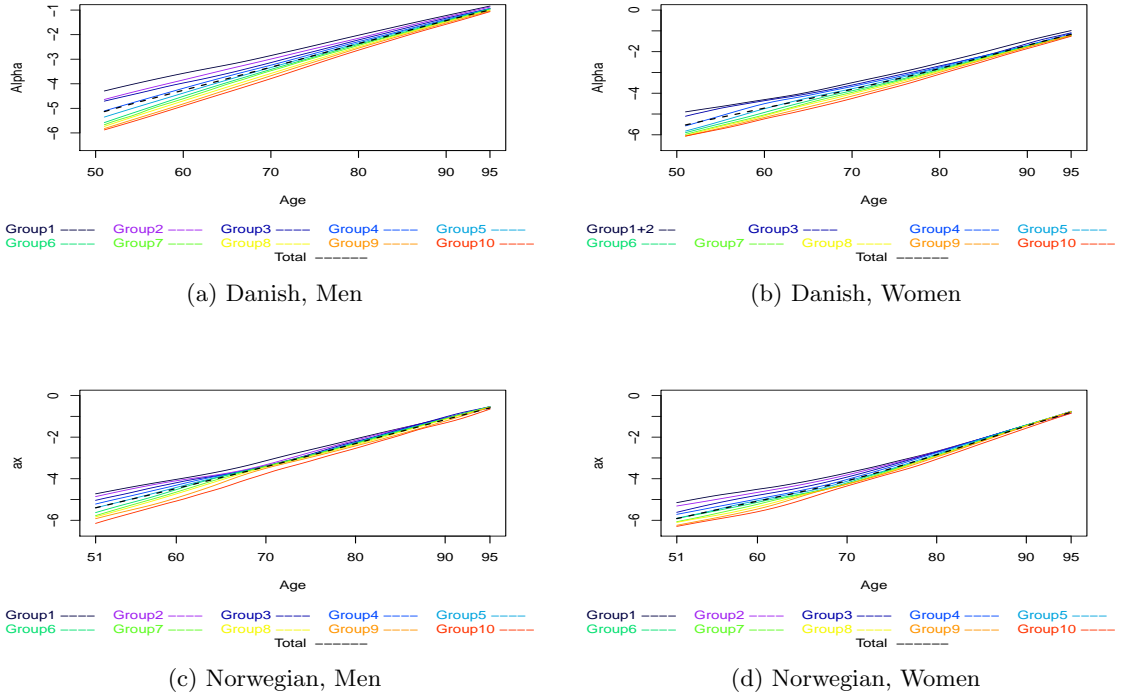 Alpha
-1
-2
-3
-4
-5
-6
50 60 70 80 90 95
Age
Group1 ---- Group2 ---- Group3 ---- Group4 ---- Group5 ----
Group6 ---- Group7 ---- Group8 ---- Group9 ---- Group10 ----
Total ------
(a) Danish, Men
Alpha
0
-2
-4
-6
50 60 70 80 90 95
Age
Group1+2 -- Group3 ---- Group4 ---- Group5 ----
Group6 ---- Group7 ---- Group8 ---- Group9 ---- Group10 ----
Total ------
(b) Danish, Women
ax
0
-2
-4
-6
51 60 70 80 90 95
Age
Group1 ---- Group2 ---- Group3 ---- Group4 ---- Group5 ----
Group6 ---- Group7 ---- Group8 ---- Group9 ---- Group10 ----
Total ------
(c) Norwegian, Men
ax
0
-2
-4
-6
51 60 70 80 90 95
Age
Group1 ---- Group2 ---- Group3 ---- Group4 ---- Group5 ----
Group6 ---- Group7 ---- Group8 ---- Group9 ---- Group10 ----
Total ------
(d) Norwegian, Women